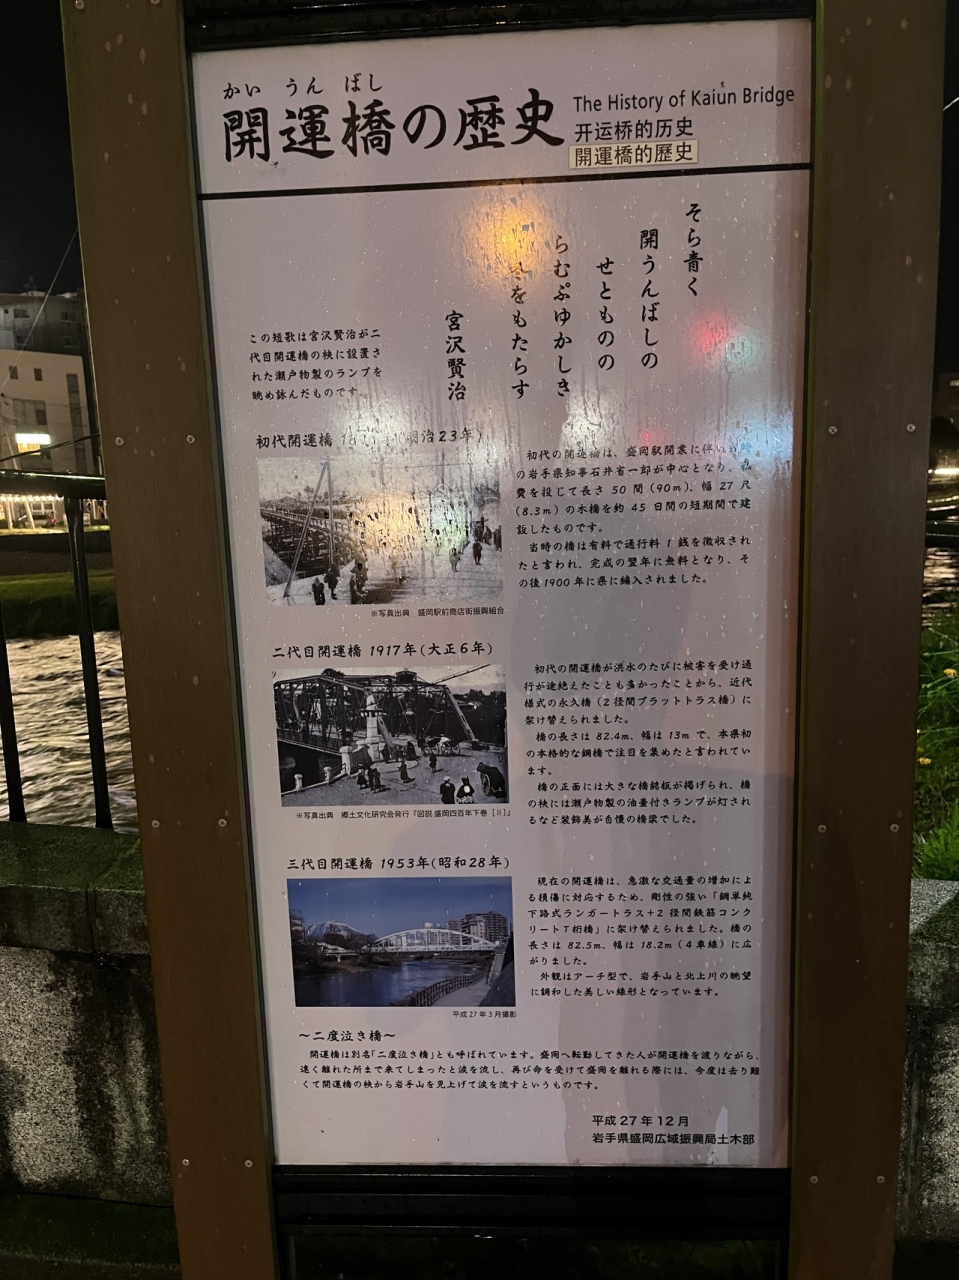 かい うん ばし
開運橋の歴史
The History of Kaiun Bridge
开运桥的历史
開運橋的歷史
そら青く
開うんばしの
せとものの
らむぷゆかしき
冬をもたらす
宮沢賢治
この短歌は宮沢賢治が二
代目開運橋の袂に設置さ
れた瀬戸物製のランプを
眺め詠んだものです。
初代開運橋 明治23年)
初代の開運橋は、盛岡駅開業に伴い
の岩手県知事石井省一郎が中心となり、私
費を投じて長さ 50 間 (90m)、幅 27 尺
(8.3m) の木橋を約 45 日間の短期間で建
設したものです。
当時の橋は有料で通行料 1 銭を徴収され
たと言われ、完成の翌年に無料となり、そ
の後1900 年に県に編入されました。
※写真出典 盛岡駅前商店街振興組合
二代目開運橋 1917年(大正6年)
初代の開運橋が洪水のたびに被害を受け通
行が途絶えたことも多かったことから、近代
様式の永久橋(2径間プラットトラス橋)に
架け替えられました。
橋の長さは 82.4m、幅は 13m で、本県初
の本格的な鋼橋で注目を集めたと言われてい
ます。
橋の正面には大きな橋銘板が掲げられ、橋
の袂には瀬戸物製の油壷付きランプが灯され
るなど装飾美が自慢の橋梁でした。
※写真出典 郷土文化研究会発行『図説 盛岡四百年下巻[Ⅱ]』
三代目開運橋 1953年(昭和28年)
現在の開運橋は、急激な交通量の増加によ
る損傷に対応するため、剛性の強い「鋼単純
下路式ランガートラス+2 径間鉄筋コンク
リートT桁橋」に架け替えられました。橋の
長さは 82.5m、幅は 18.2m(4車線)に広
がりました。
外観はアーチ型で、岩手山と北上川の眺望
に調和した美しい線形となっています。
平成27年3月撮影
～二度泣き橋～
開運橋は別名「二度泣き橋」とも呼ばれています。盛岡へ転勤してきた人が開運橋を渡りながら、
遠く離れた所まで来てしまったと涙を流し、再び命を受けて盛岡を離れる際には、今度は去り難
くて開運橋の袂から岩手山を見上げて涙を流すというものです。
平成27年12月
岩手県盛岡広域振興局土木部